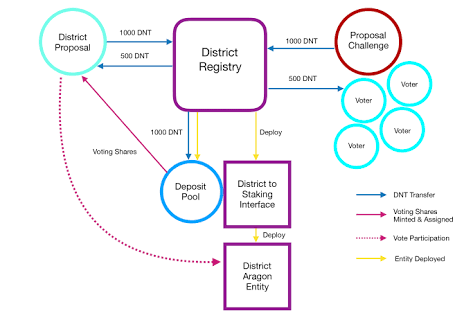 District
Proposal
1000 DNT
500 DNT
District
Registry
1000 DNT
500 DNT
Proposal
Challenge
Voter
Voter
Voter
Voter
1000 DNT
Deploy
Voting Shares
Deposit
Pool
District to
Staking
Interface
Deploy
District
Aragon
Entity
DNT Transfer
Voting Shares
Minted & Assigned
Vote Participation
Entity Deployed